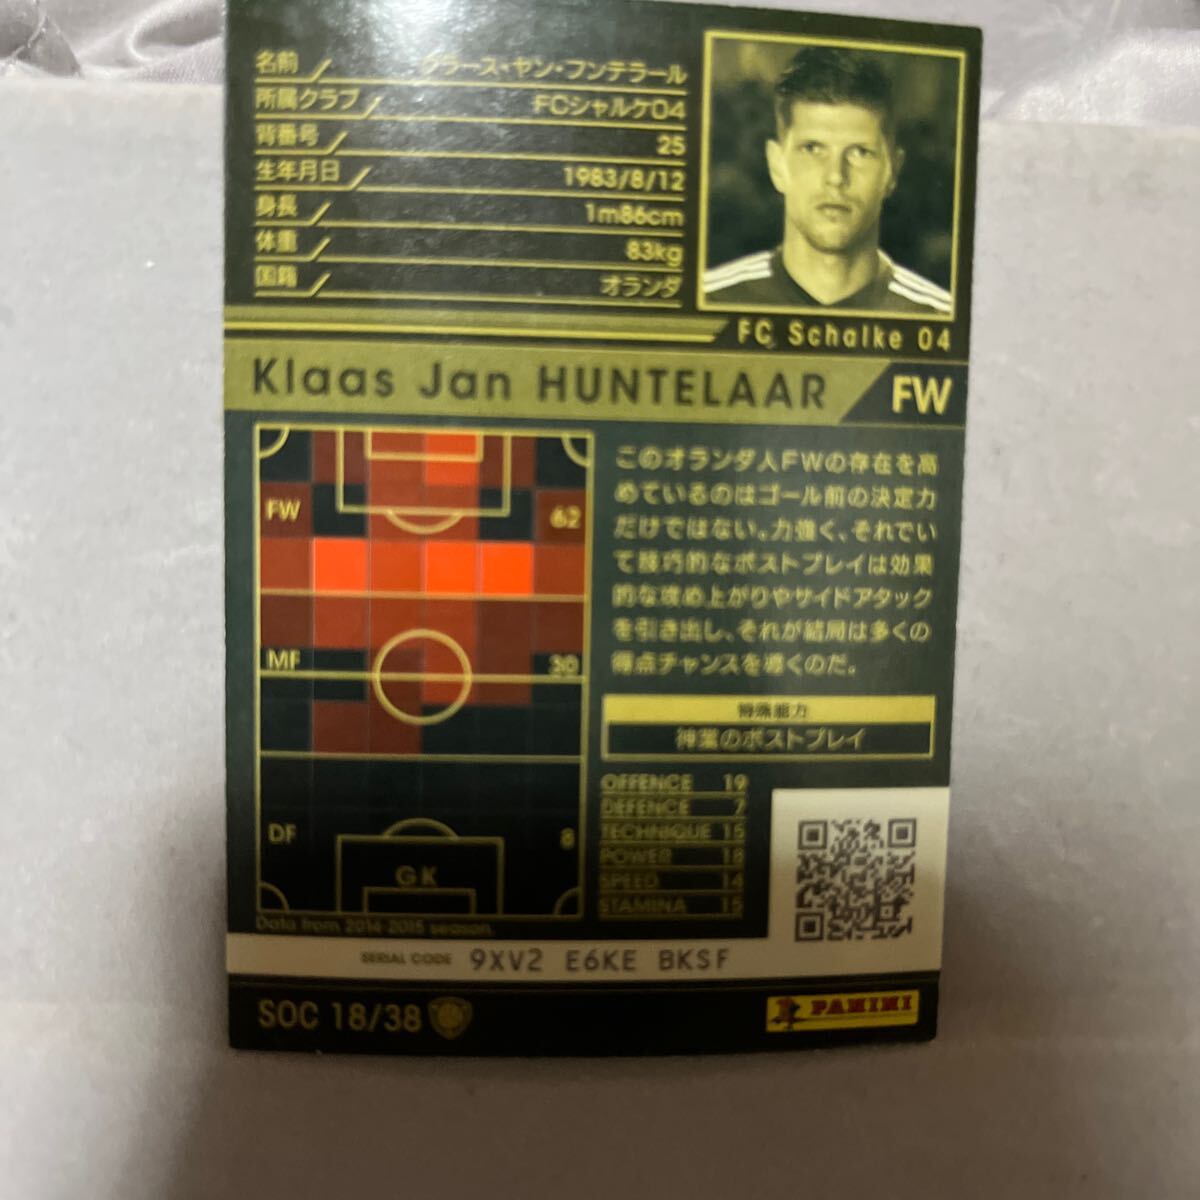 名前 クラース・ヤン・フンテラール
所属クラブ FCシャルケ04
背番号 25
生年月日 1983/8/12
身長 1m86cm
体重 83kg
国籍 オランダ
FC Schalke 04
Klaas Jan HUNTELAAR FW
FW 62
MF 30
DF 8
GK
Data from 2014-2015 season.
このオランダ人FWの存在を高
めているのはゴール前の決定力
だけではない。力強く、それでい
て技巧的なポストプレイは効果
的な攻め上がりやサイドアタック
を引き出し、それが結局は多くの
得点チャンスを導くのだ。
特殊能力
神業のポストプレイ
OFFENCE 19
DEFENCE 7
TECHNIQUE 15
POWER 18
SPEED 14
STAMINA 15
SERIAL CODE 9XV2 E6KE BKSF
SOC 18/38
PANINI